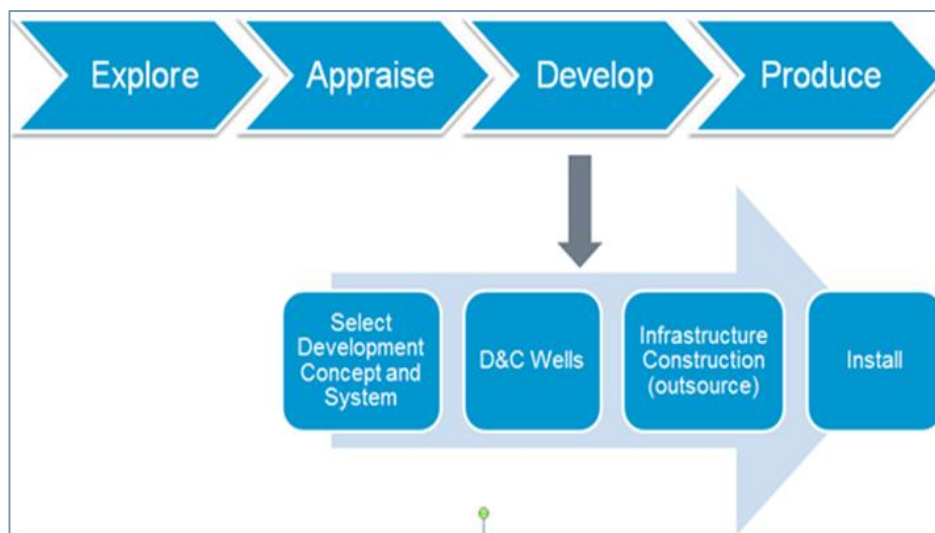 Explore
Appraise
Develop
Produce
Select
Development
Concept and
System
D&C Wells
Infrastructure
Construction
(outsource)
Install